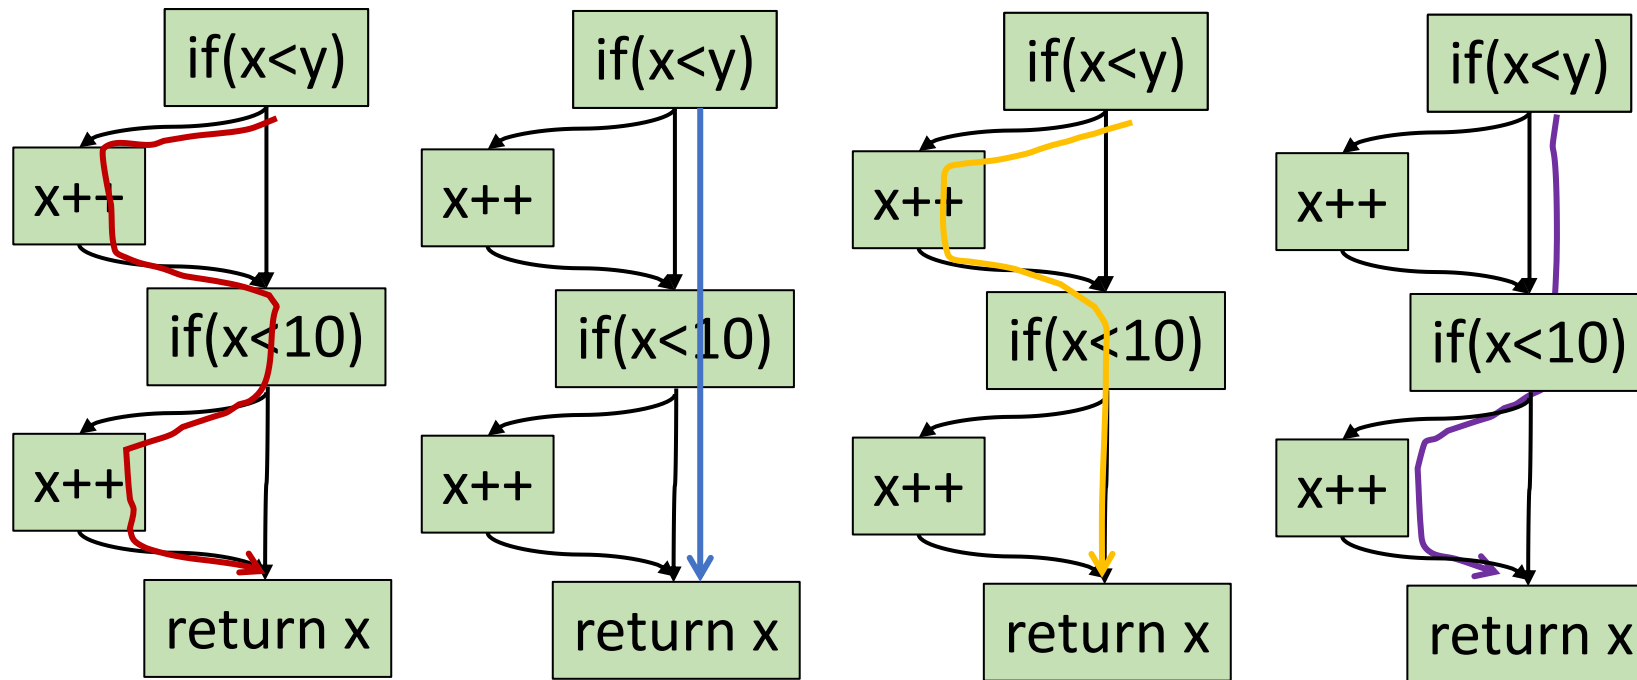 if(x<y)
x++
if(x<10)
x++
return x
if(x<y)
x++
if(x<10)
x++
return x
if(x<y)
x++
if(x<10)
x++
return x
if(x<y)
x++
if(x<10)
x++
return x